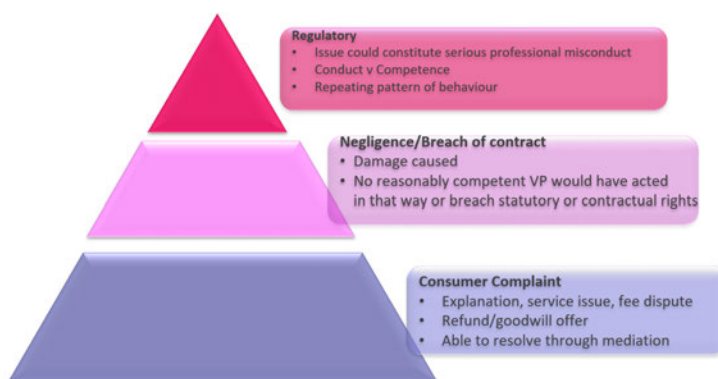 Regulatory
• Issue could constitute serious professional misconduct
• Conduct v Competence
• Repeating pattern of behaviour
Negligence/Breach of contract
• Damage caused
• No reasonably competent VP would have acted
in that way or breach statutory or contractual rights
Consumer Complaint
• Explanation, service issue, fee dispute
• Refund/goodwill offer
• Able to resolve through mediation